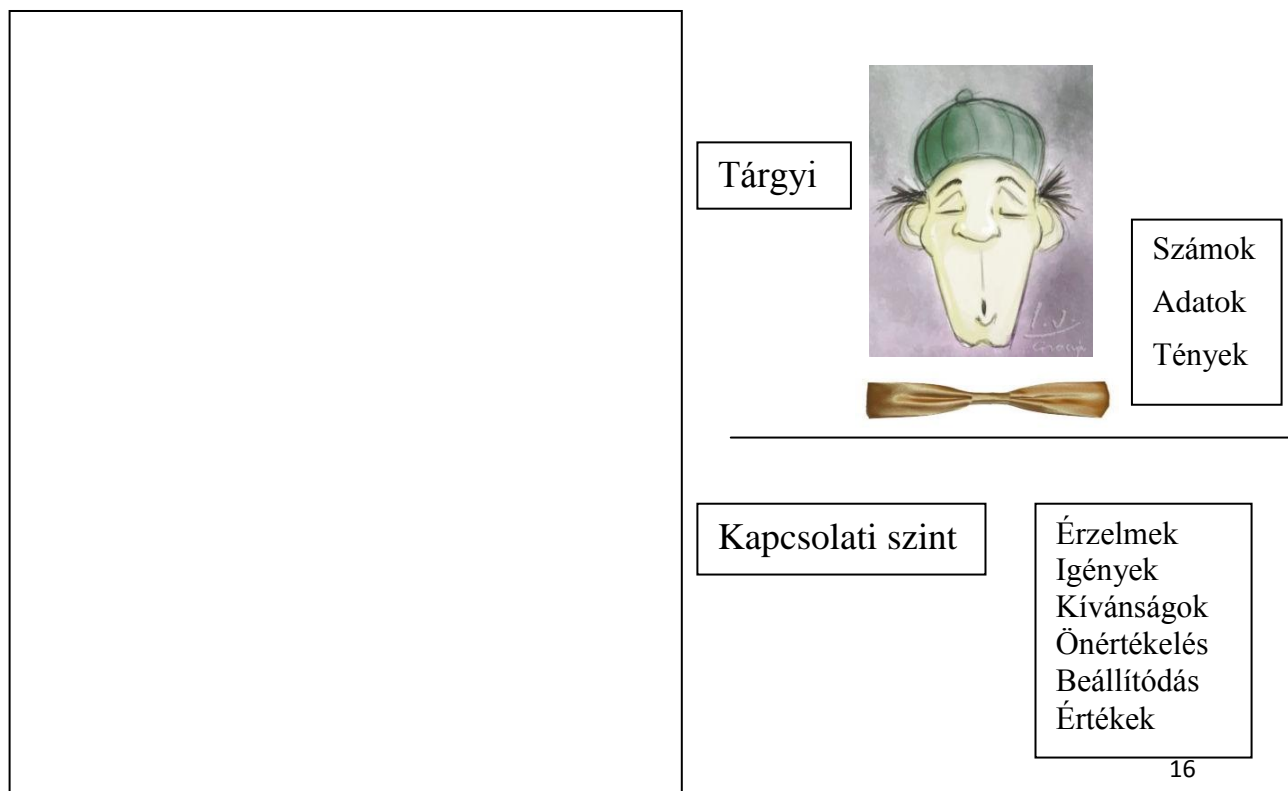 Tárgyi
Számok
Adatok
Tények
Kapcsolati szint
Érzelmek
Igények
Kívánságok
Önértékelés
Beállítódás
Értékek
16